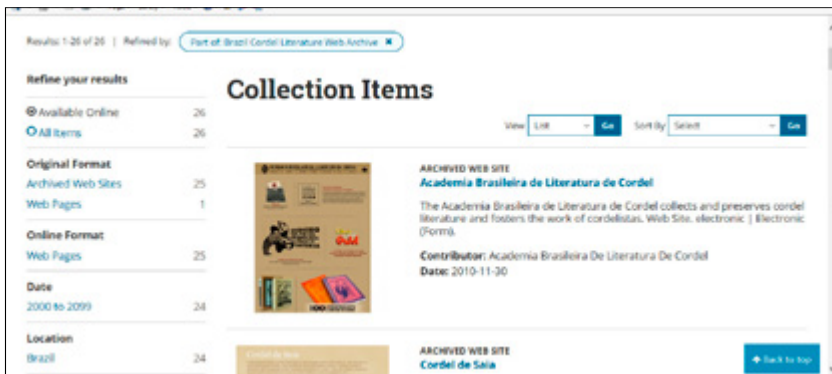 Results: 1-26 of 26 | Refined by: Part of: Brazil Cordel Literature Web Archive ✖
Refine your results
Available Online 26
All Items 26
Original Format
Archived Web Sites 25
Web Pages 1
Online Format
Web Pages 25
Date
2000 to 2099 24
Location
Brazil 24
Collection Items
View List Go Sort By Select Go
ARCHIVED WEB SITE
Academia Brasileira de Literatura de Cordel
The Academia Brasileira de Literatura de Cordel collects and preserves cordel
literature and fosters the work of cordelistas. Web Site. electronic | Electronic
(Form).
Contributor: Academia Brasileira De Literatura De Cordel
Date: 2010-11-30
100
ARCHIVED WEB SITE
Cordel de Saia
Cordel de Saia
Back to top